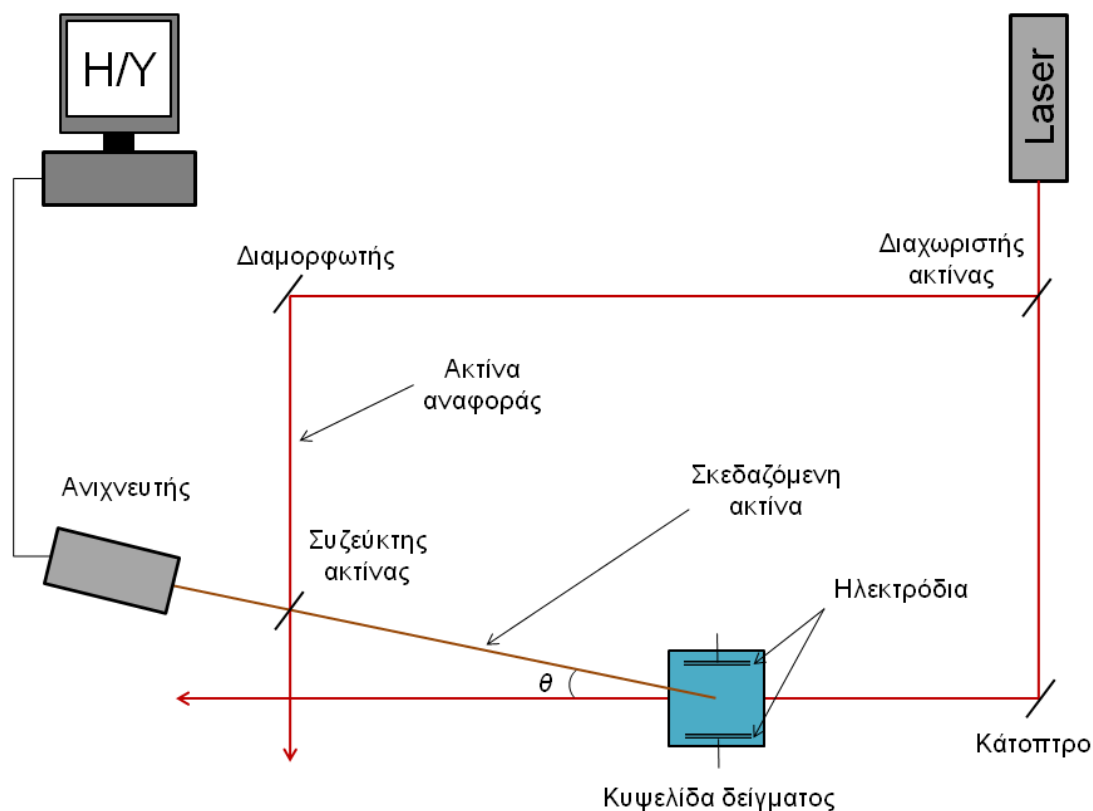 Η/Υ
Laser
Διαμορφωτής
Διαχωριστής
ακτίνας
Ακτίνα
αναφοράς
Ανιχνευτής
Σκεδαζόμενη
ακτίνα
Συζεύκτης
ακτίνας
Ηλεκτρόδια
θ
Κάτοπτρο
Κυψελίδα δείγματος